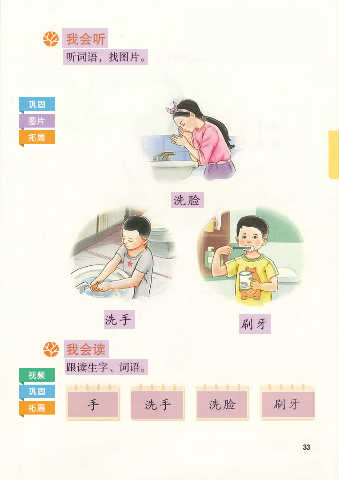 我会听
听词语，找图片。
巩固
图片
拓展
洗脸
洗手
刷牙
我会读
跟读生字、词语。
视频
巩固
拓展
手 洗手 洗脸 刷牙
33